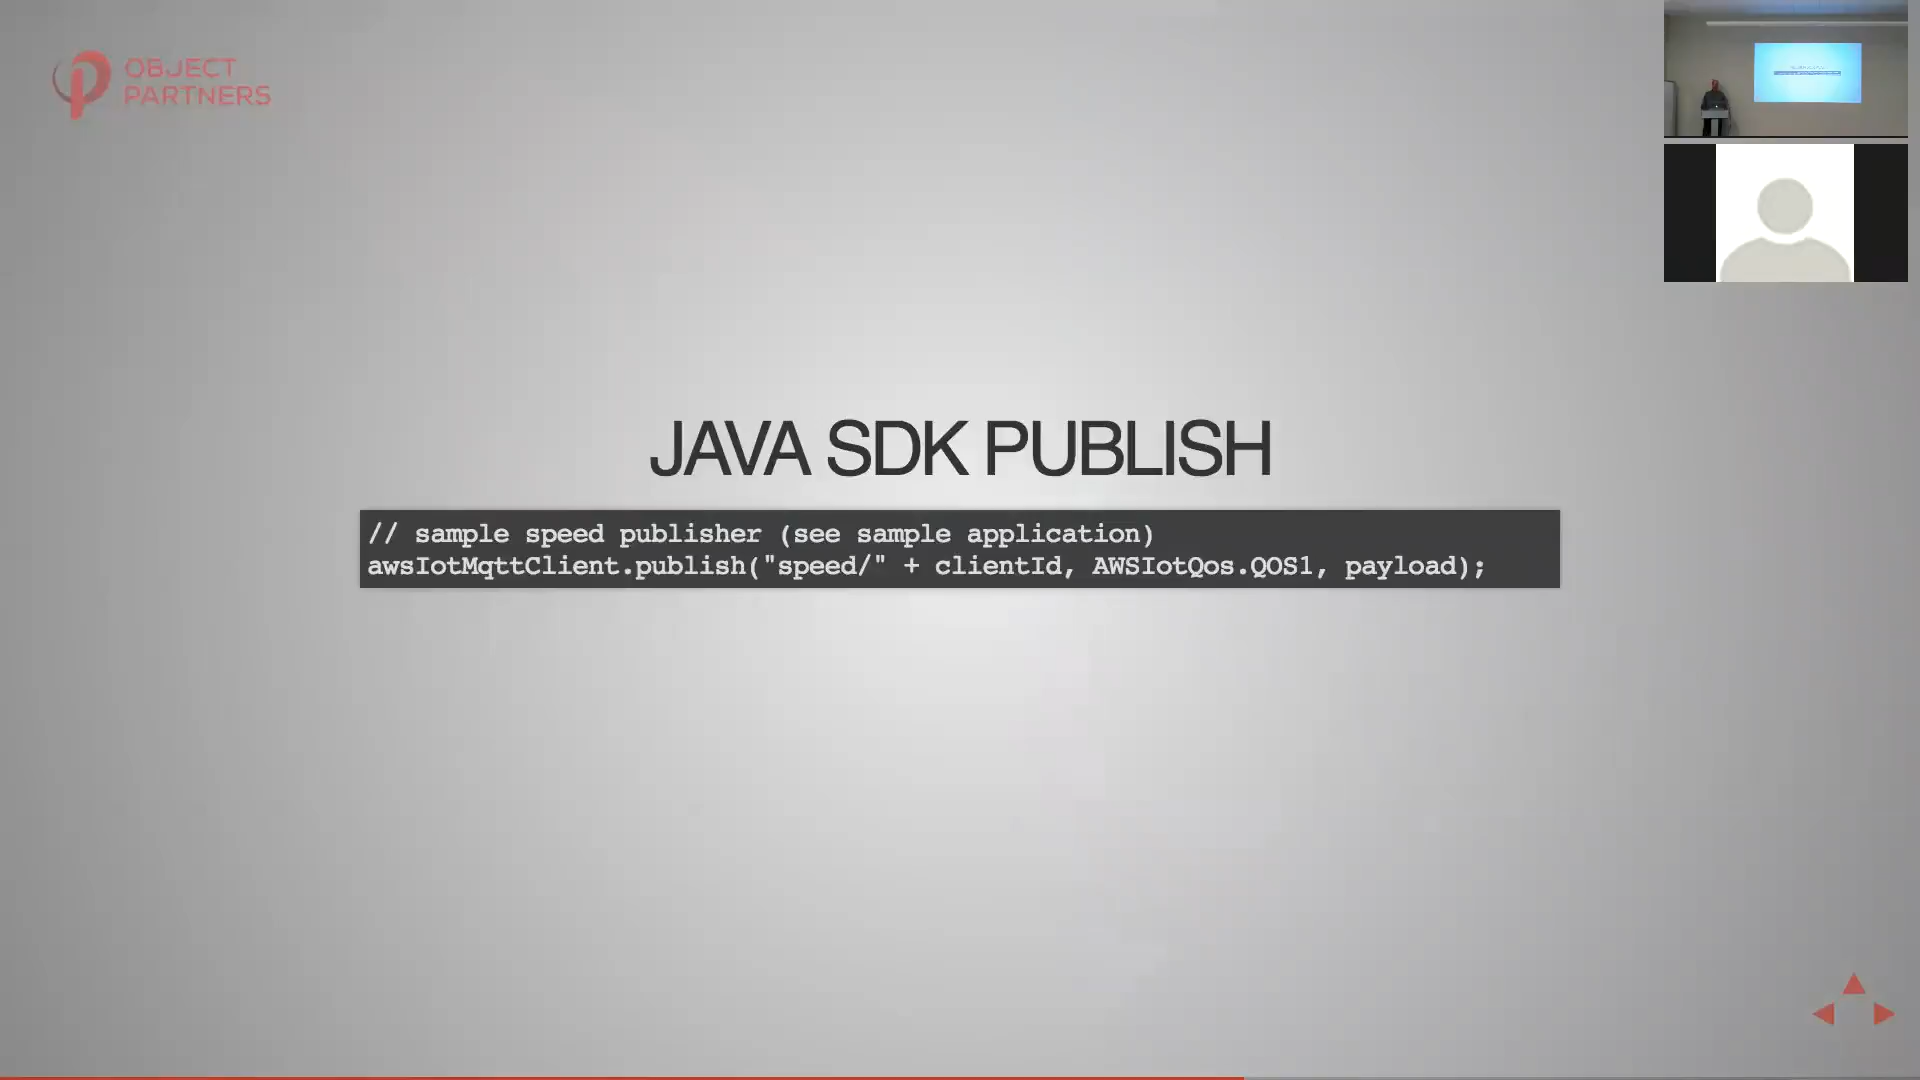 OBJECT
PARTNERS
JAVA SDK PUBLISH
// sample speed publisher (see sample application)
awsIotMqttClient.publish("speed/" + clientId, AWSIotQos.QOS1, payload);